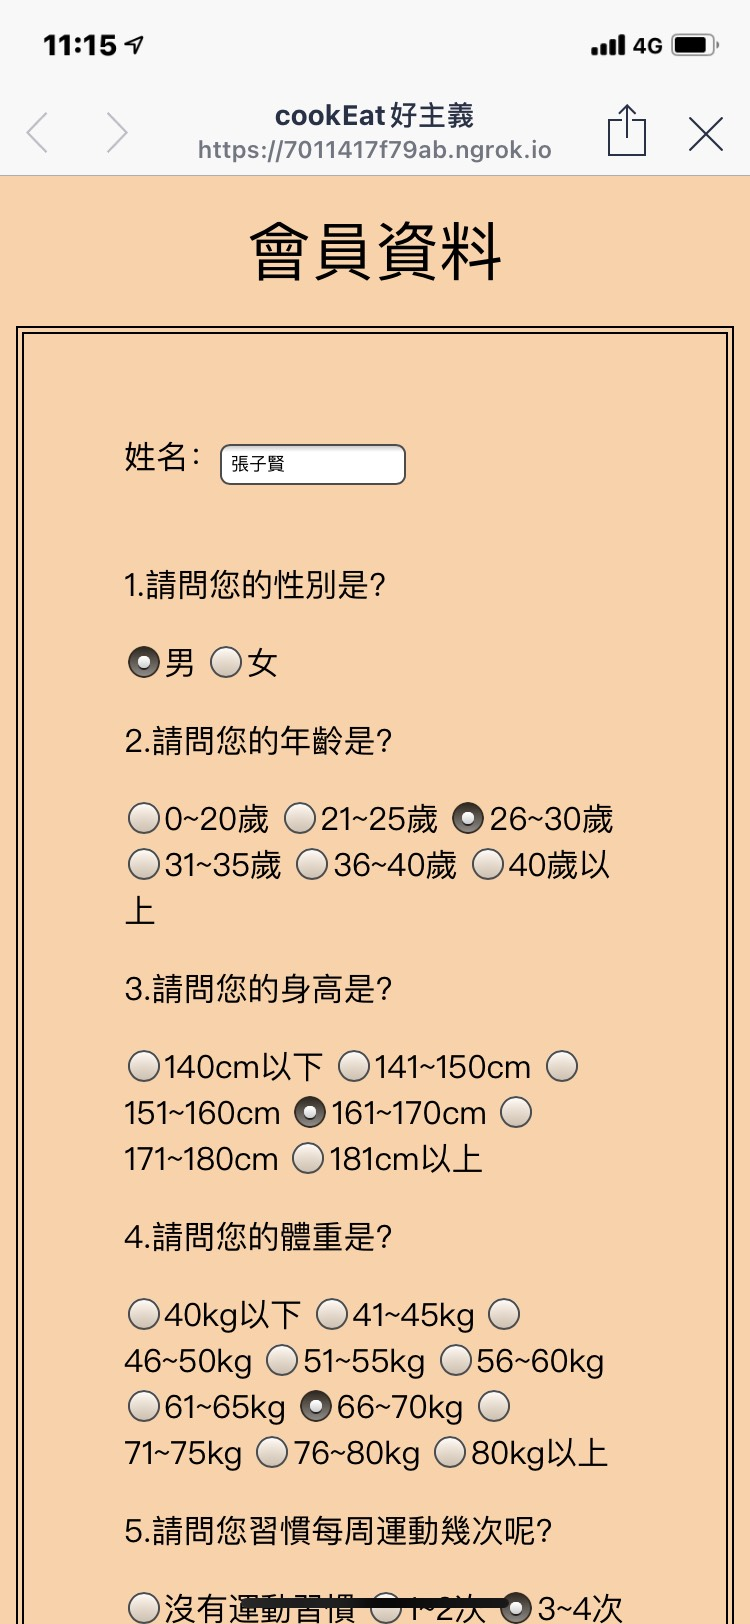 11:15
4G
cookEat好主義
https://7011417f79ab.ngrok.io
會員資料
姓名：
張子賢
1.請問您的性別是?
男 女
2.請問您的年齡是?
0~20歲 21~25歲 26~30歲
31~35歲 36~40歲 40歲以
上
3.請問您的身高是?
140cm以下 141~150cm
151~160cm 161~170cm
171~180cm 181cm以上
4.請問您的體重是?
40kg以下 41~45kg
46~50kg 51~55kg 56~60kg
61~65kg 66~70kg
71~75kg 76~80kg 80kg以上
5.請問您習慣每周運動幾次呢?
沒有運動習慣 1~2次 3~4次